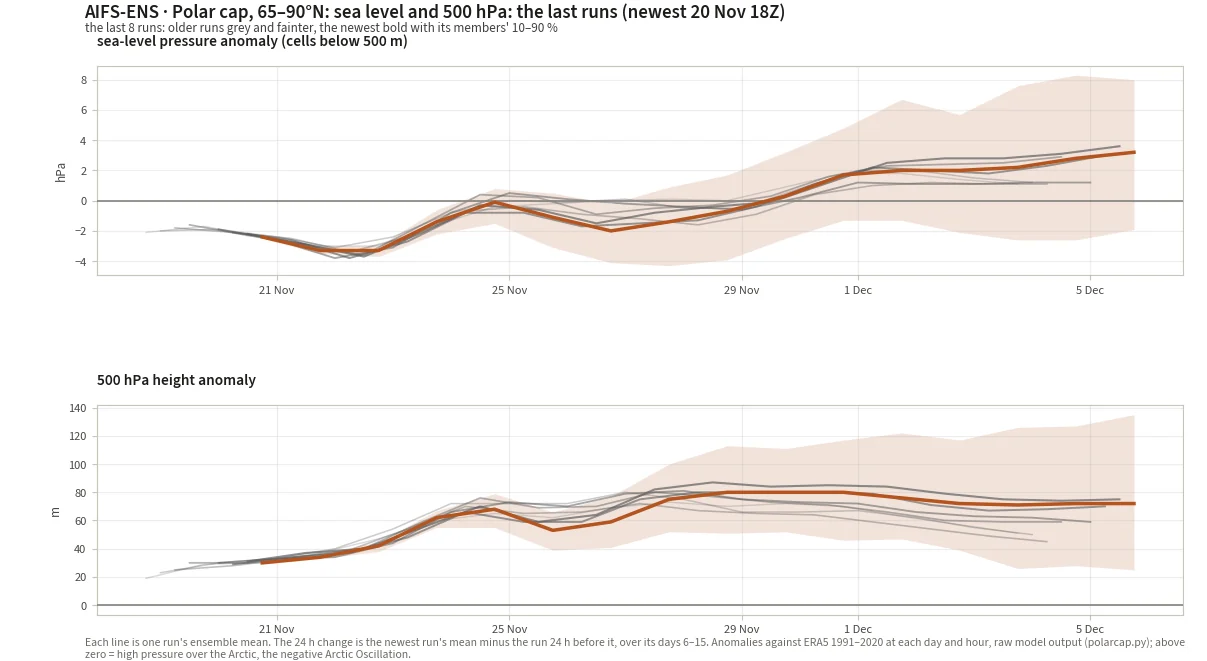 AIFS-ENS · Polar cap, 65–90°N: sea level and 500 hPa: the last runs (newest 20 Nov 18Z)
the last 8 runs: older runs grey and fainter, the newest bold with its members' 10–90 %
sea-level pressure anomaly (cells below 500 m)
8
6
4
2
0
−2
−4
hPa
21 Nov
25 Nov
29 Nov
1 Dec
5 Dec
500 hPa height anomaly
140
120
100
80
60
40
20
0
m
21 Nov
25 Nov
29 Nov
1 Dec
5 Dec
Each line is one run's ensemble mean. The 24 h change is the newest run's mean minus the run 24 h before it, over its days 6–15. Anomalies against ERA5 1991–2020 at each day and hour, raw model output (polarcap.py); above
zero = high pressure over the Arctic, the negative Arctic Oscillation.